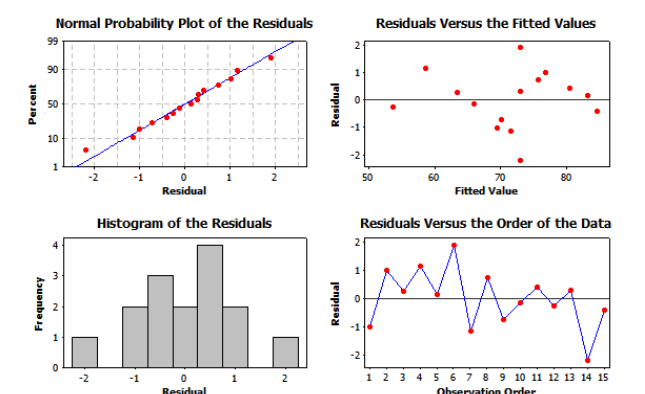 Normal Probability Plot of the Residuals
99
90
50
10
1
Percent
-2 -1 0 1 2
Residual
Residuals Versus the Fitted Values
2
1
0
-1
-2
Residual
50 60 70 80
Fitted Value
Histogram of the Residuals
4
3
2
1
0
Frequency
-2 -1 0 1 2
Residual
Residuals Versus the Order of the Data
2
1
0
-1
-2
Residual
1 2 3 4 5 6 7 8 9 10 11 12 13 14 15
Observation Order